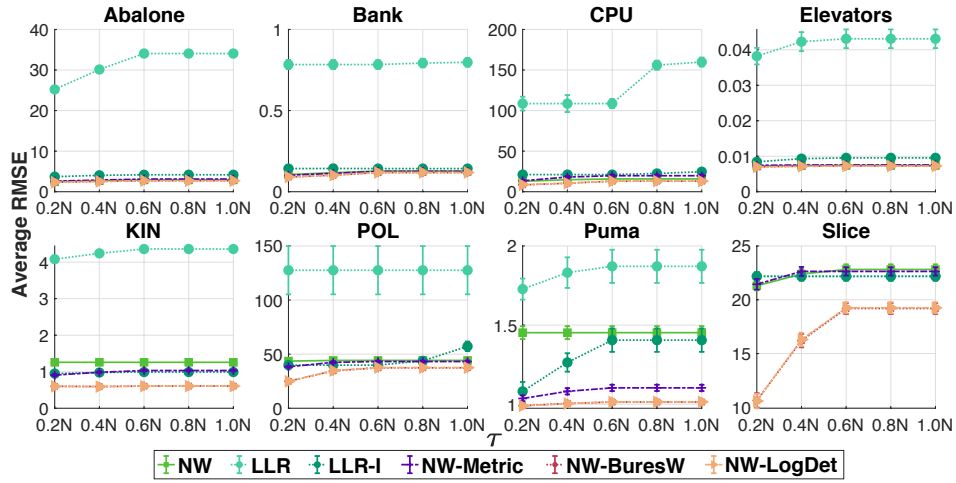 Abalone Bank CPU Elevators
40 1 200 0.04
30 150 0.03
20 0.5 100 0.02
10 50 0.01
0 0 0 0
0.2N 0.4N 0.6N 0.8N 1.0N 0.2N 0.4N 0.6N 0.8N 1.0N 0.2N 0.4N 0.6N 0.8N 1.0N 0.2N 0.4N 0.6N 0.8N 1.0N
Average RMSE
KIN POL Puma Slice
4 150 2 25
3 100 20
2 1.5
1 50 15
0 0 1 10
0.2N 0.4N 0.6N 0.8N 1.0N 0.2N 0.4N 0.6N 0.8N 1.0N 0.2N 0.4N 0.6N 0.8N 1.0N 0.2N 0.4N 0.6N 0.8N 1.0N
τ
NW LLR LLR-I NW-Metric NW-BuresW NW-LogDet